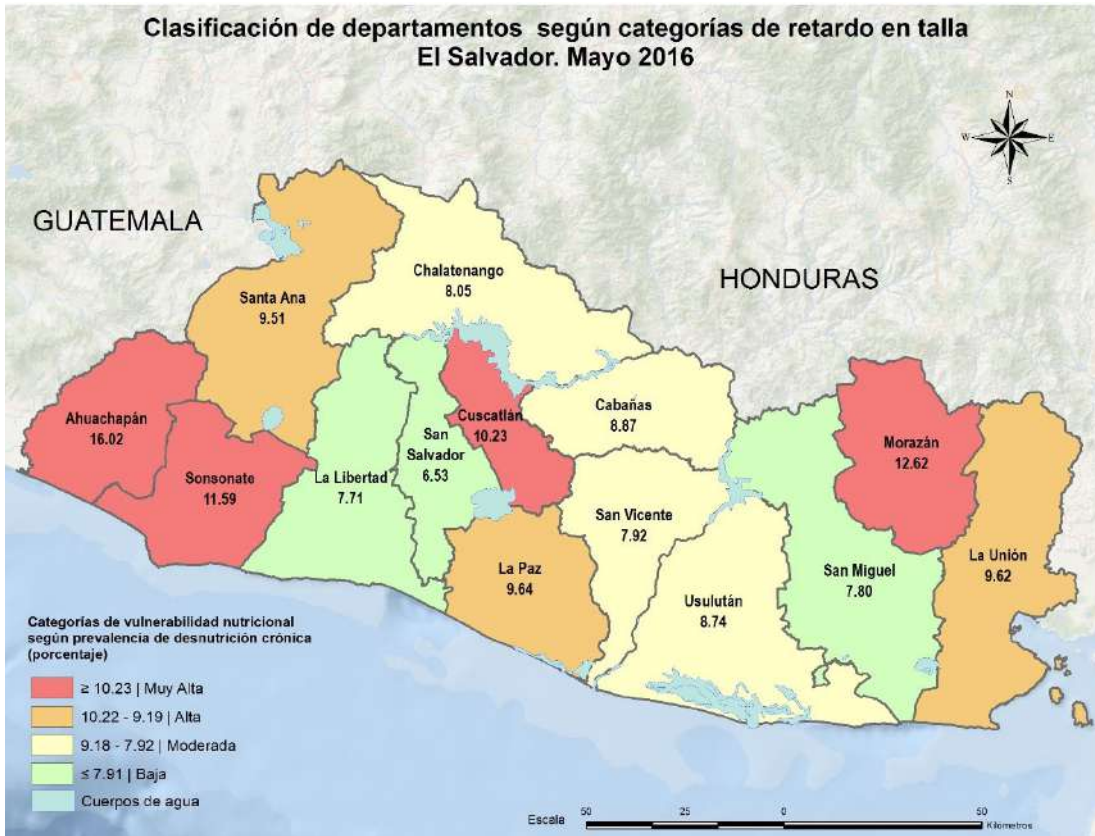 Clasificación de departamentos según categorías de retardo en talla
El Salvador. Mayo 2016
N
W
E
S
GUATEMALA
HONDURAS
Chalatenango
8.05
Santa Ana
9.51
Ahuachapán
16.02
Sonsonate
11.59
La Libertad
7.71
San
Salvador
6.53
Cuscatlán
10.23
Cabañas
8.87
San Vicente
7.92
La Paz
9.64
Usulután
8.74
San Miguel
7.80
Morazán
12.62
La Unión
9.62
Categorías de vulnerabilidad nutricional
según prevalencia de desnutrición crónica
(porcentaje)
≥ 10.23 | Muy Alta
10.22 - 9.19 | Alta
9.18 - 7.92 | Moderada
≤ 7.91 | Baja
Cuerpos de agua
Escala
50 25 0 50
Kilómetros